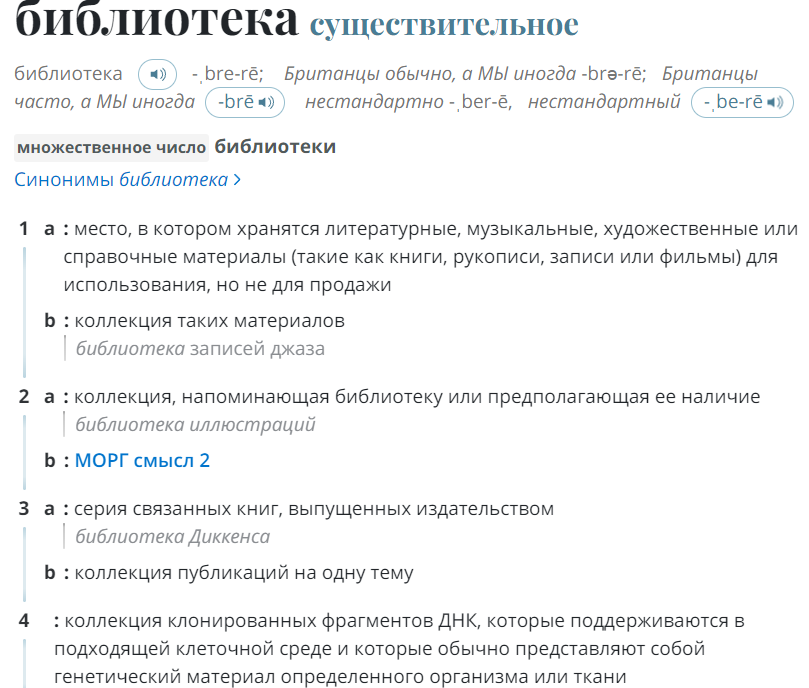 библиотека существительное
библиотека -ˌbre-rē; Британцы обычно, а МЫ иногда -brə-rē; Британцы
часто, а МЫ иногда -brē нестандартно -ˌber-ē, нестандартный -ˌbe-rē
множественное число библиотеки
Синонимы библиотека >
1 a : место, в котором хранятся литературные, музыкальные, художественные или
справочные материалы (такие как книги, рукописи, записи или фильмы) для
использования, но не для продажи
b : коллекция таких материалов
библиотека записей джаза
2 a : коллекция, напоминающая библиотеку или предполагающая ее наличие
библиотека иллюстраций
b : МОРГ смысл 2
3 a : серия связанных книг, выпущенных издательством
библиотека Диккенса
b : коллекция публикаций на одну тему
4 : коллекция клонированных фрагментов ДНК, которые поддерживаются в
подходящей клеточной среде и которые обычно представляют собой
генетический материал определенного организма или ткани